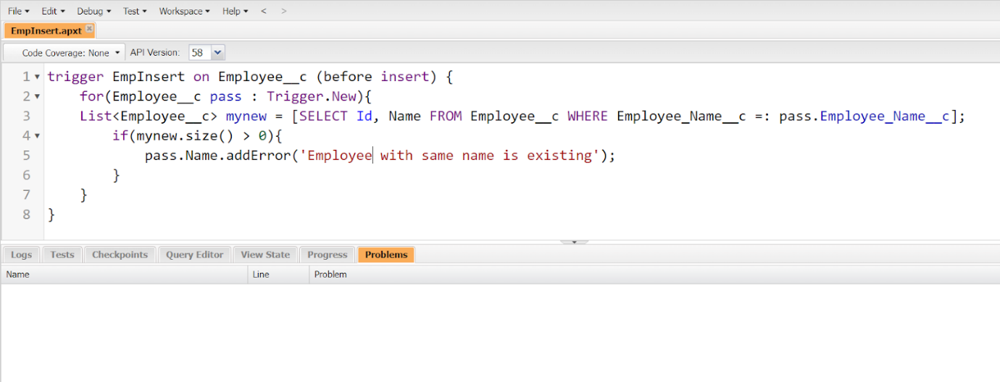 File Edit Debug Test Workspace Help < >
EmpInsert.apxt
Code Coverage: None API Version: 58
1 trigger EmpInsert on Employee__c (before insert) {
2 for(Employee__c pass : Trigger.New){
3 List<Employee__c> mynew = [SELECT Id, Name FROM Employee__c WHERE Employee_Name__c =: pass.Employee_Name__c];
4 if(mynew.size() > 0){
5 pass.Name.addError('Employee with same name is existing');
6 }
7 }
8 }
Logs Tests Checkpoints Query Editor View State Progress Problems
Name Line Problem